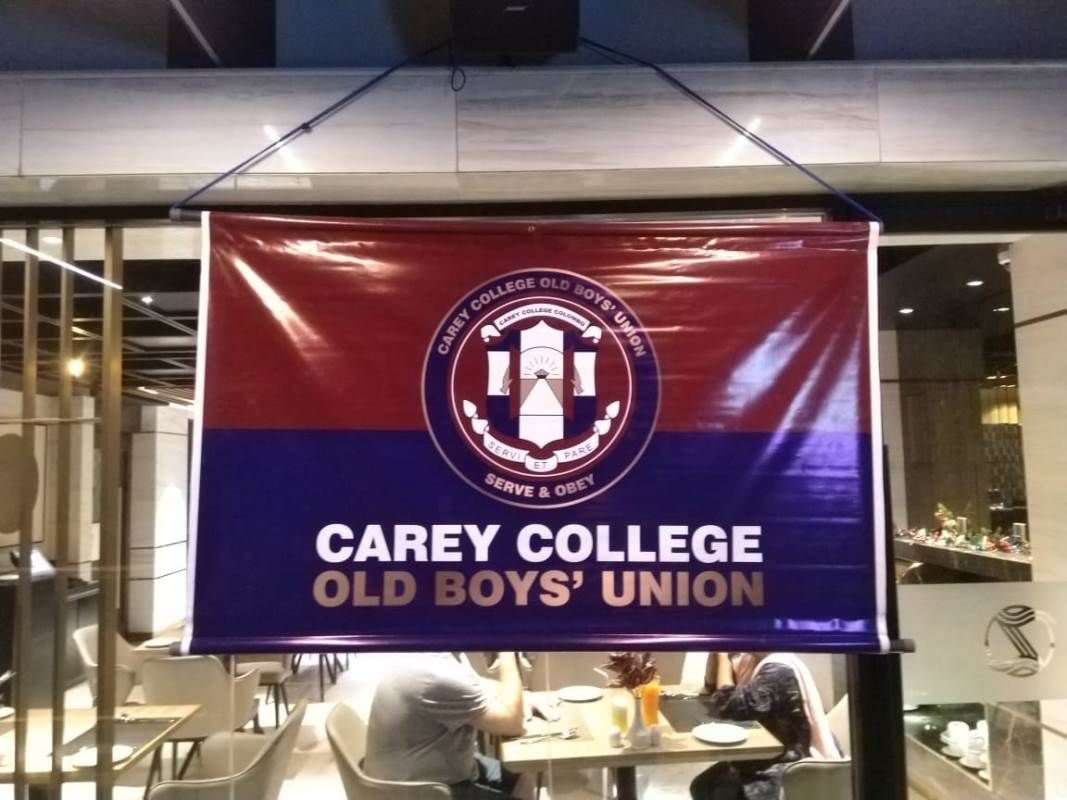 CAREY COLLEGE OLD BOYS' UNION
CAREY COLLEGE COLOMBO
SERVI ET PARE
SERVE & OBEY
CAREY COLLEGE
OLD BOYS' UNION